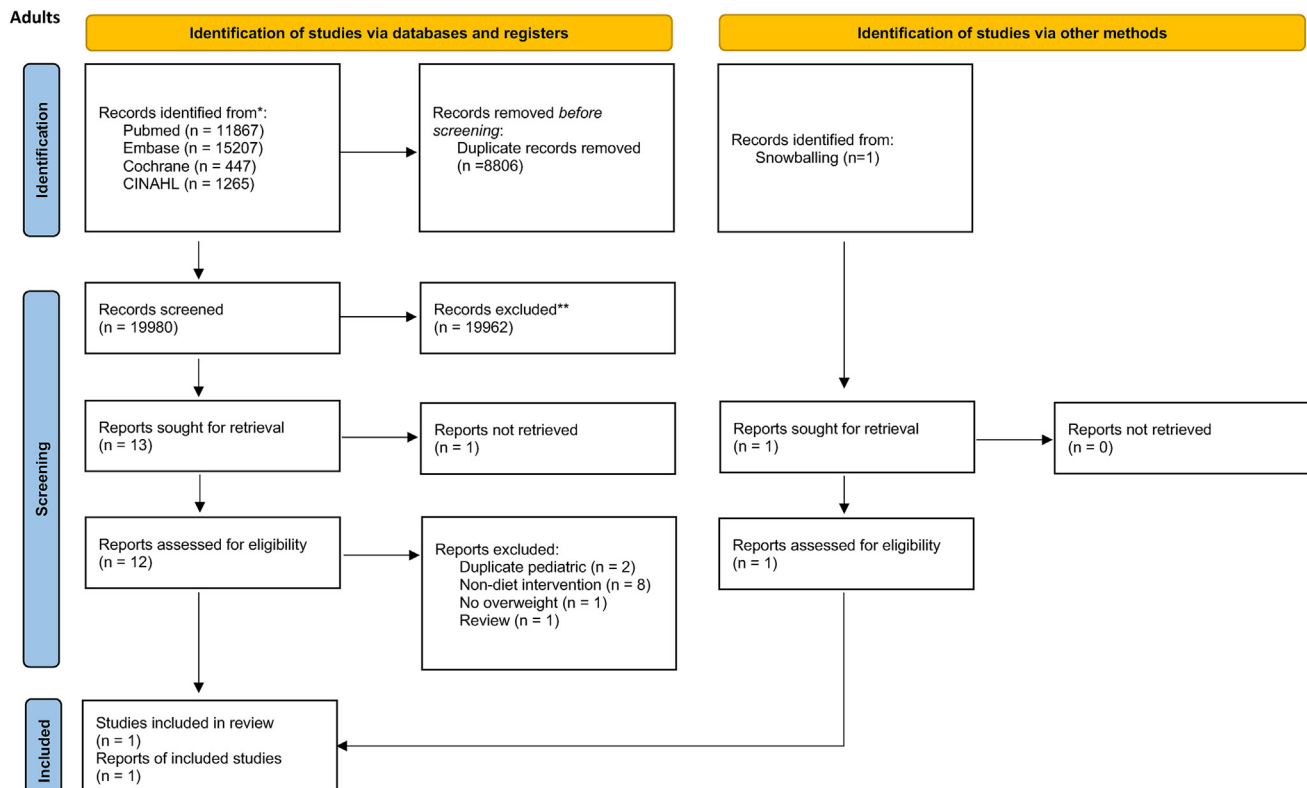 Adults
Identification of studies via databases and registers
Identification of studies via other methods
Identification
Records identified from*:
Pubmed (n = 11867)
Embase (n = 15207)
Cochrane (n = 447)
CINAHL (n = 1265)
Records removed before
screening:
Duplicate records removed
(n =8806)
Records identified from:
Snowballing (n=1)
Screening
Records screened
(n = 19980)
Records excluded**
(n = 19962)
Reports sought for retrieval
(n = 13)
Reports not retrieved
(n = 1)
Reports sought for retrieval
(n = 1)
Reports not retrieved
(n = 0)
Reports assessed for eligibility
(n = 12)
Reports excluded:
Duplicate pediatric (n = 2)
Non-diet intervention (n = 8)
No overweight (n = 1)
Review (n = 1)
Reports assessed for eligibility
(n = 1)
Included
Studies included in review
(n = 1)
Reports of included studies
(n = 1)